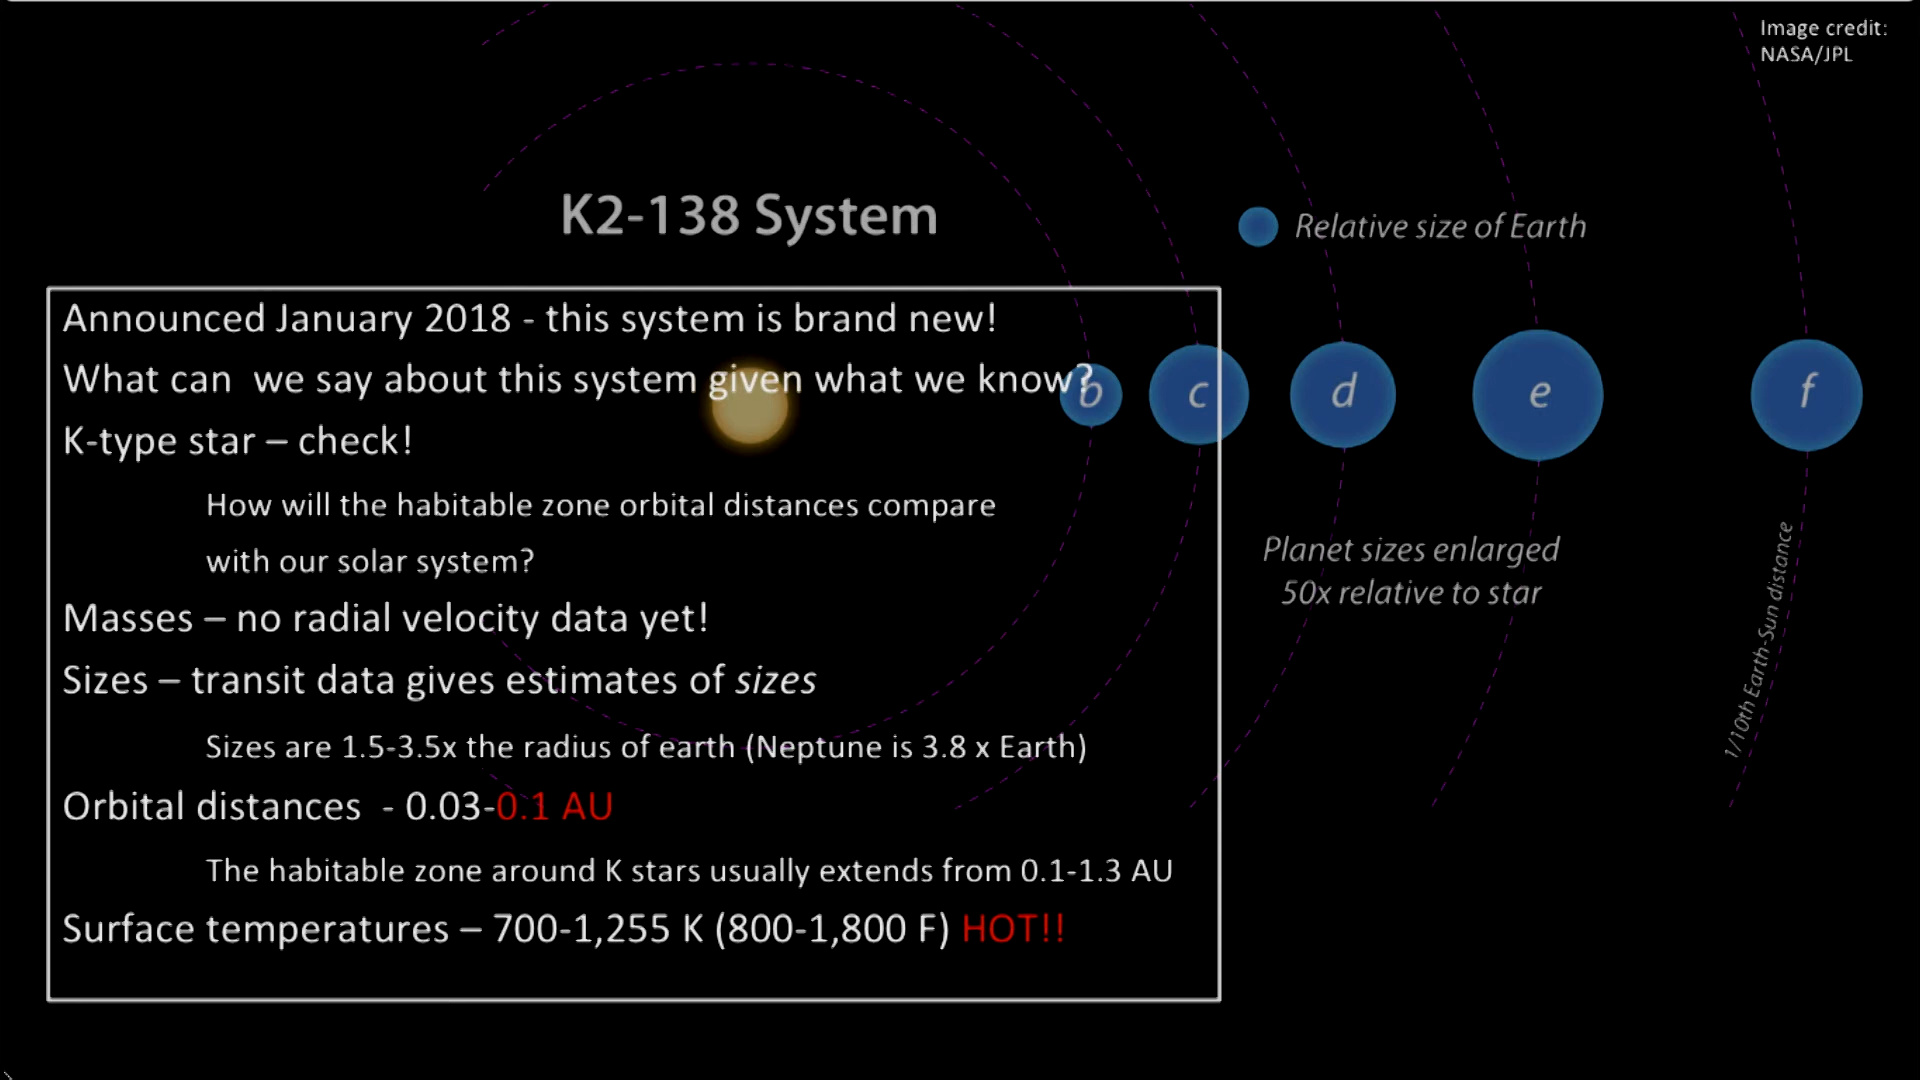 Image credit:
NASA/JPL
K2-138 System
Relative size of Earth
Announced January 2018 - this system is brand new!
What can we say about this system given what we know?
b
c
d
e
f
K-type star – check!
How will the habitable zone orbital distances compare
with our solar system?
Planet sizes enlarged
50x relative to star
1/10th Earth-Sun distance
Masses – no radial velocity data yet!
Sizes – transit data gives estimates of sizes
Sizes are 1.5-3.5x the radius of earth (Neptune is 3.8 x Earth)
Orbital distances - 0.03-0.1 AU
The habitable zone around K stars usually extends from 0.1-1.3 AU
Surface temperatures – 700-1,255 K (800-1,800 F) HOT!!